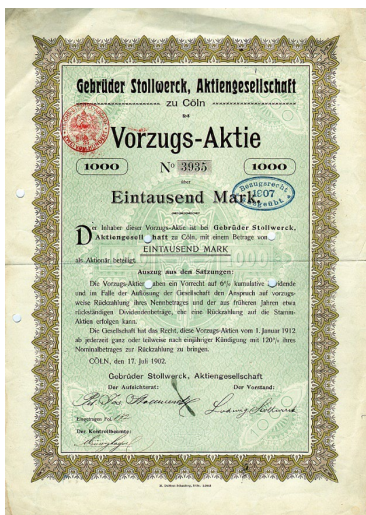 Gebrüder Stollwerck, Aktiengesellschaft
zu Cöln
Vorzugs-Aktie
1000 No 3935 1000
über
Eintausend Mark.
Bezugsrecht
1907
ausgeübt
Der Inhaber dieser Vorzugs-Aktie ist bei Gebrüder Stollwerck,
Aktiengesellschaft zu Cöln, mit einem Betrage von
EINTAUSEND MARK
als Aktionär beteiligt.
Auszug aus den Satzungen:
Die Vorzugs-Aktien haben ein Vorrecht auf 6% kumulative Dividende
und im Falle der Auflösung der Gesellschaft den Anspruch auf vorzugs-
weise Rückzahlung ihres Nennbetrages und der aus früheren Jahren etwa
rückständigen Dividendenbeträge, ehe eine Rückzahlung auf die Stamm-
Aktien erfolgen kann.
Die Gesellschaft hat das Recht, diese Vorzugs-Aktien vom 1. Januar 1912
ab jederzeit ganz oder teilweise nach einjähriger Kündigung mit 120% ihres
Nominalbetrages zur Rückzahlung zu bringen.
CÖLN, den 17. Juli 1902.
Gebrüder Stollwerck, Aktiengesellschaft
Der Aufsichtsrat: Der Vorstand:
Ludwig Stollwerck
Eingetragen Fol.
Der Kontrollbeamte: